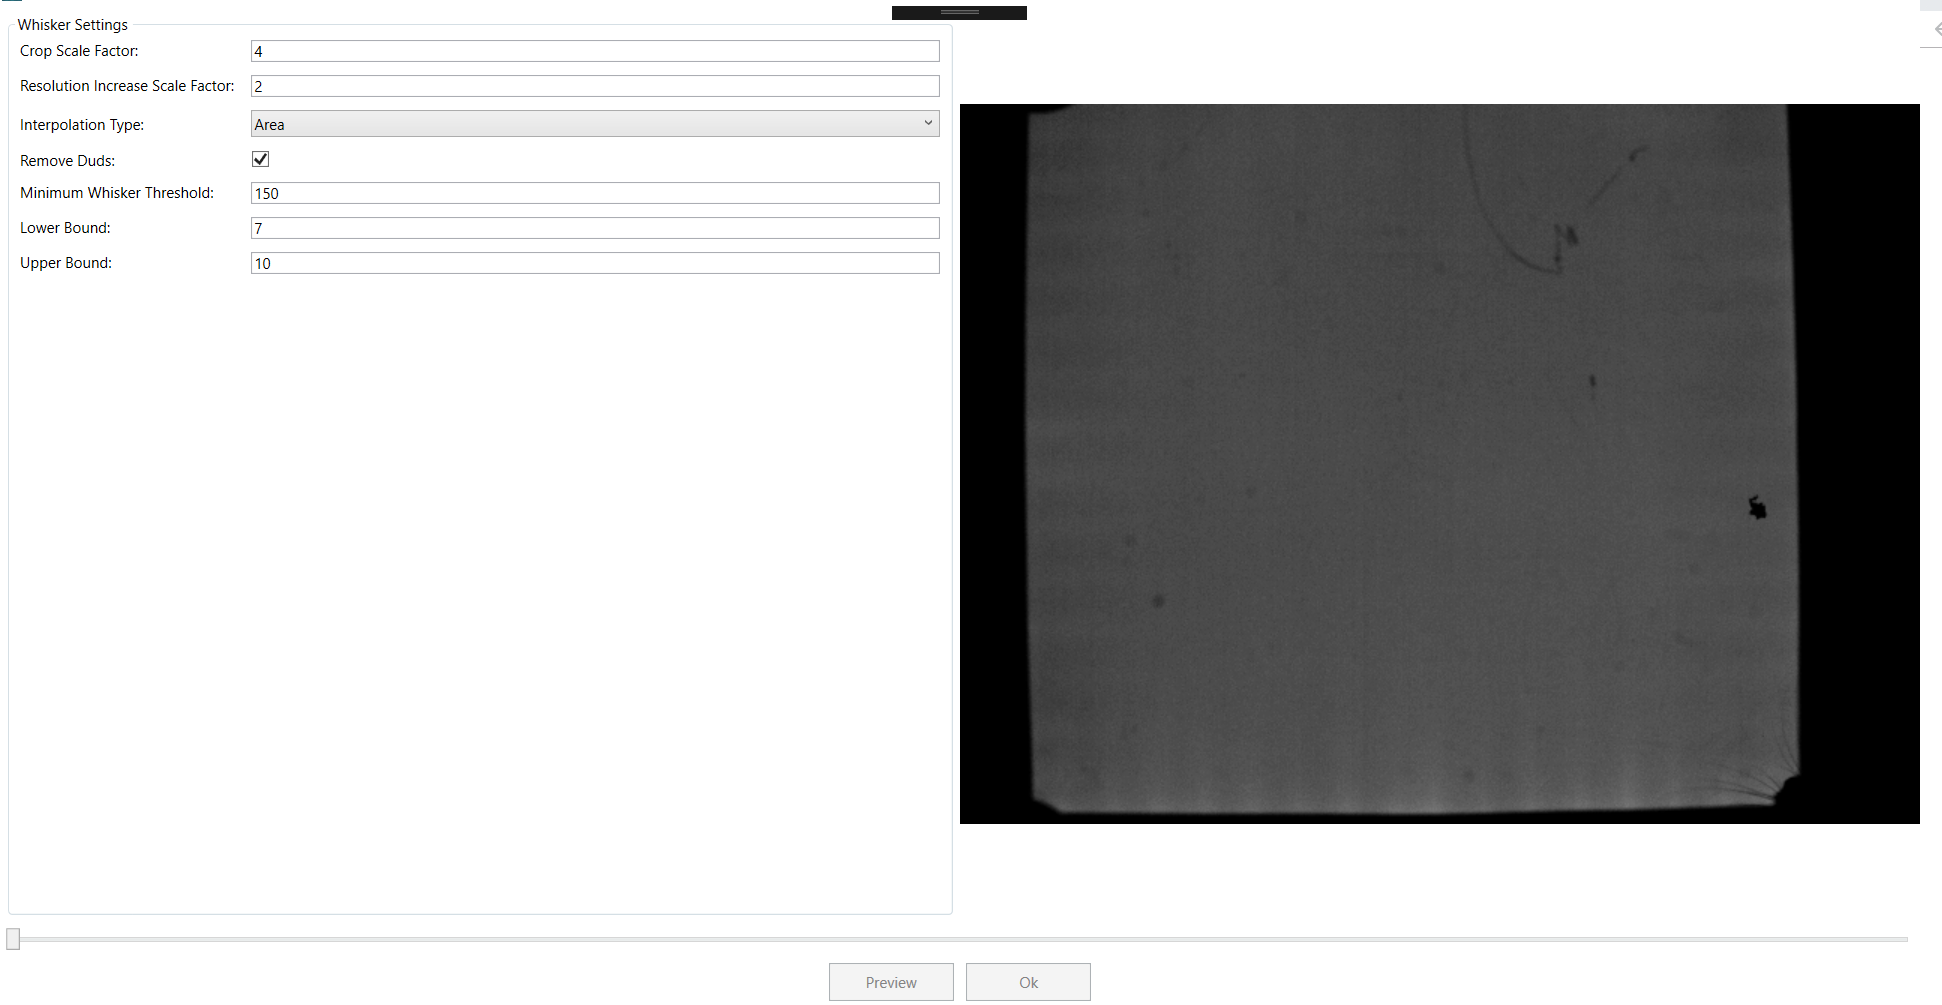 Whisker Settings
Crop Scale Factor: 4
Resolution Increase Scale Factor: 2
Interpolation Type: Area
Remove Duds:
Minimum Whisker Threshold: 150
Lower Bound: 7
Upper Bound: 10
Preview Ok